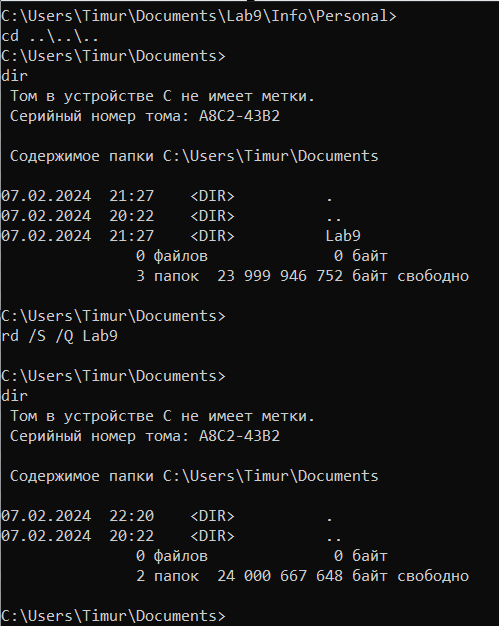 C:\Users\Timur\Documents\Lab9\Info\Personal>
cd ..\..\..
C:\Users\Timur\Documents>
dir
 Том в устройстве C не имеет метки.
 Серийный номер тома: A8C2-43B2

 Содержимое папки C:\Users\Timur\Documents

07.02.2024  21:27    <DIR>          .
07.02.2024  20:22    <DIR>          ..
07.02.2024  21:27    <DIR>          Lab9
               0 файлов              0 байт
               3 папок  23 999 946 752 байт свободно

C:\Users\Timur\Documents>
rd /S /Q Lab9

C:\Users\Timur\Documents>
dir
 Том в устройстве C не имеет метки.
 Серийный номер тома: A8C2-43B2

 Содержимое папки C:\Users\Timur\Documents

07.02.2024  22:20    <DIR>          .
07.02.2024  20:22    <DIR>          ..
               0 файлов              0 байт
               2 папок  24 000 667 648 байт свободно

C:\Users\Timur\Documents>